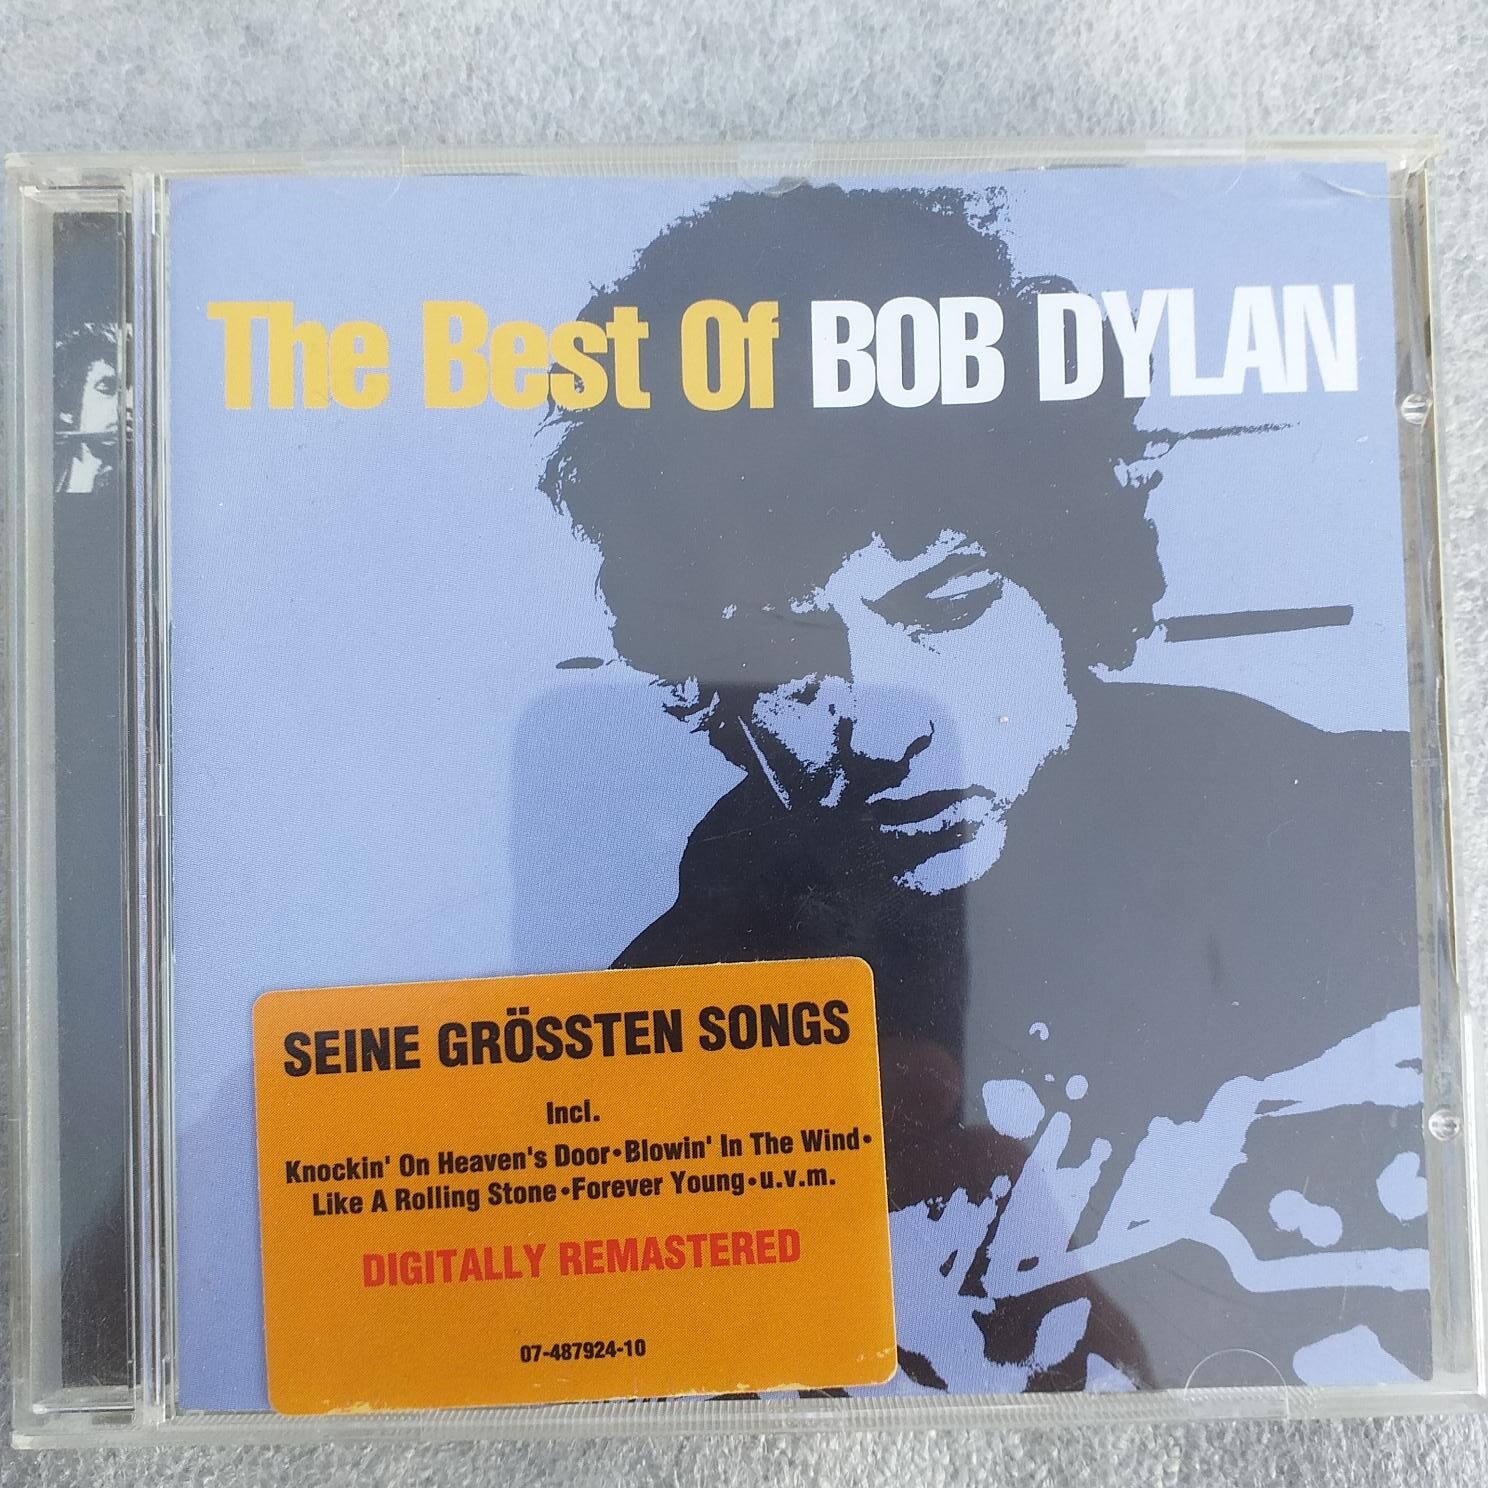 The Best Of BOB DYLAN
SEINE GRÖSSTEN SONGS
Incl.
Knockin' On Heaven's Door•Blowin' In The Wind•
Like A Rolling Stone•Forever Young•u.v.m.
DIGITALLY REMASTERED
07-487924-10